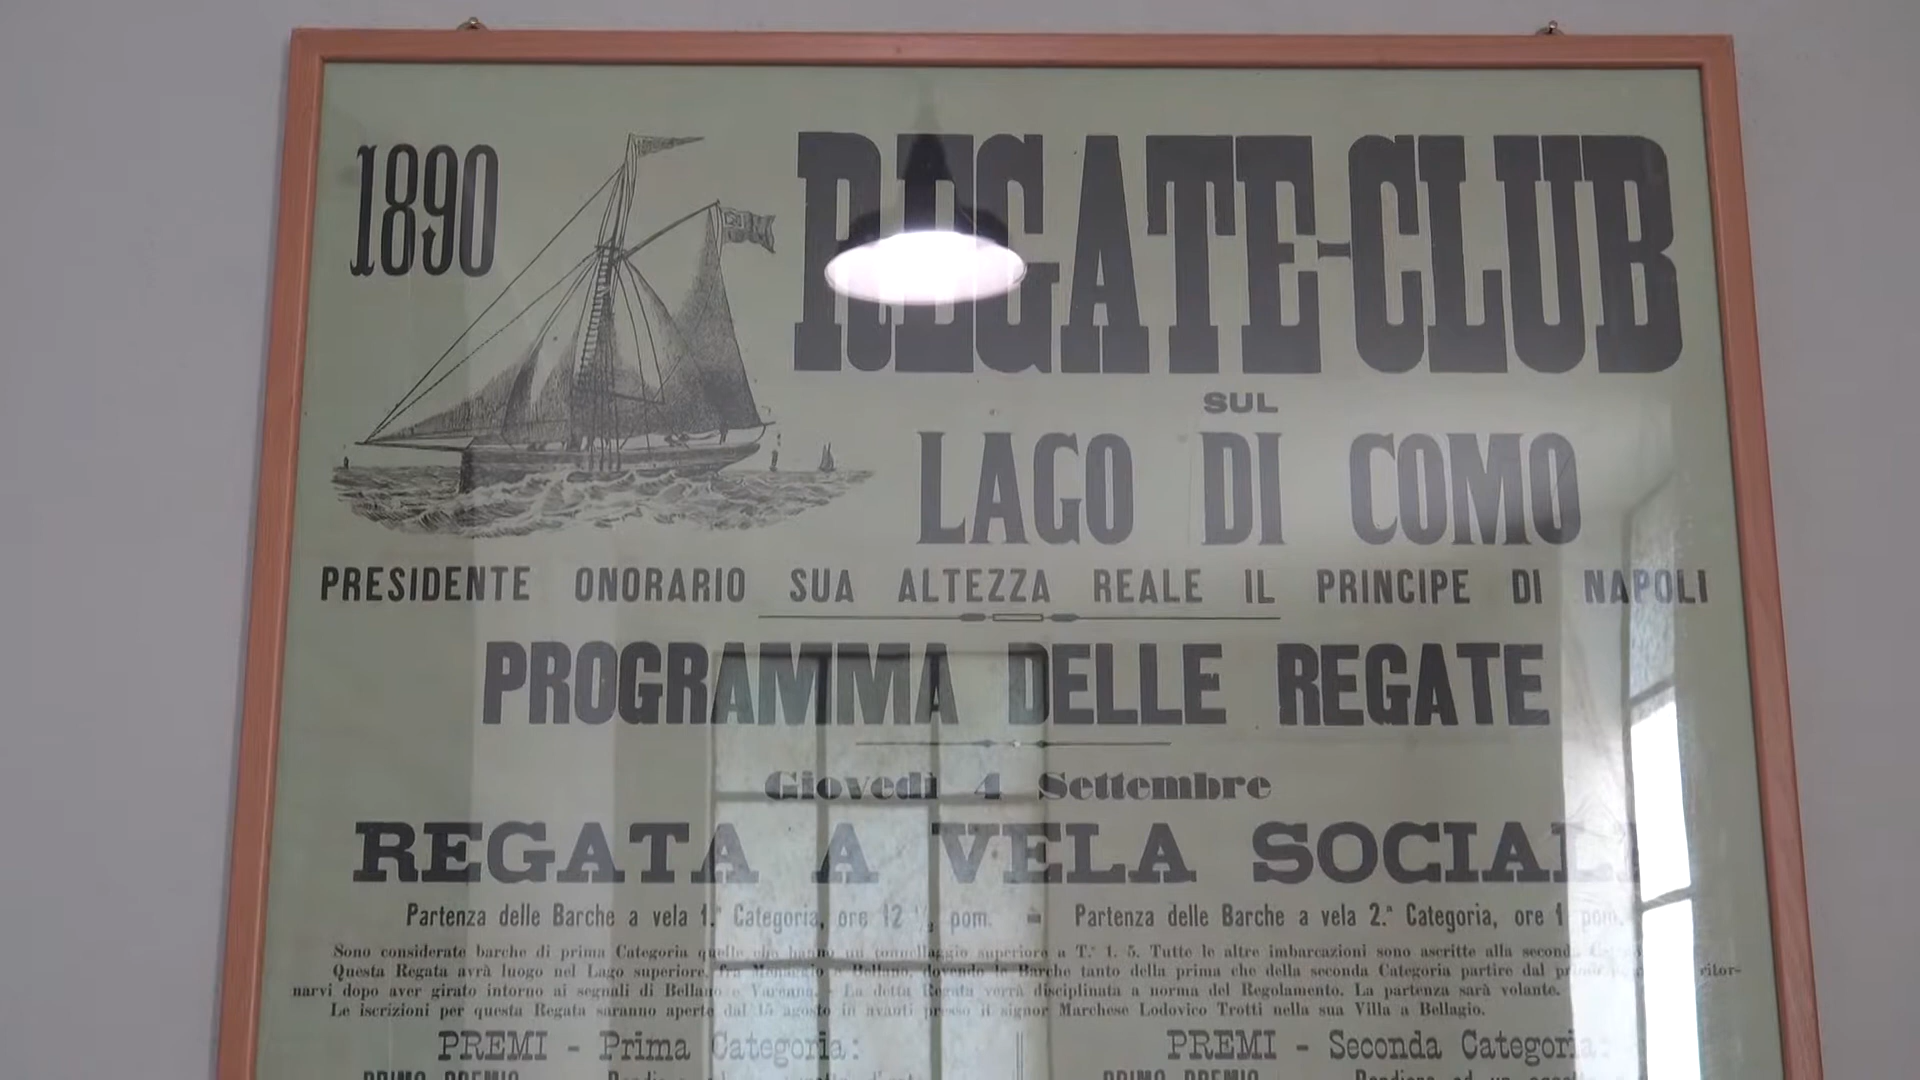 1890
REGATE-CLUB
SUL
LAGO DI COMO
PRESIDENTE ONORARIO SUA ALTEZZA REALE IL PRINCIPE DI NAPOLI
PROGRAMMA DELLE REGATE
Giovedì 4 Settembre
REGATA A VELA SOCIALE
Partenza delle Barche a vela 1.ª Categoria, ore 12 ½ pom. = Partenza delle Barche a vela 2.ª Categoria, ore 1 pom.
Sono considerate barche di prima Categoria quelle che hanno un tonnellaggio superiore a T.e 1. 5. Tutte le altre imbarcazioni sono ascritte alla seconda
Questa Regata avrà luogo nel Lago superiore, fra Menaggio e Bellano, dovendo le Barche tanto della prima che della seconda Categoria partire dal ritor-
narvi dopo aver girato intorno ai segnali di Bellano e Varenna. - La detta Regata verrà disciplinata a norma del Regolamento. La partenza sarà volante.
Le iscrizioni per questa Regata saranno aperte dal 15 agosto in avanti presso il signor Marchese Lodovico Trotti nella sua Villa a Bellagio.
PREMI - Prima Categoria:
PREMI - Seconda Categoria:
PRIMO PREMIO
PRIMO PREMIO